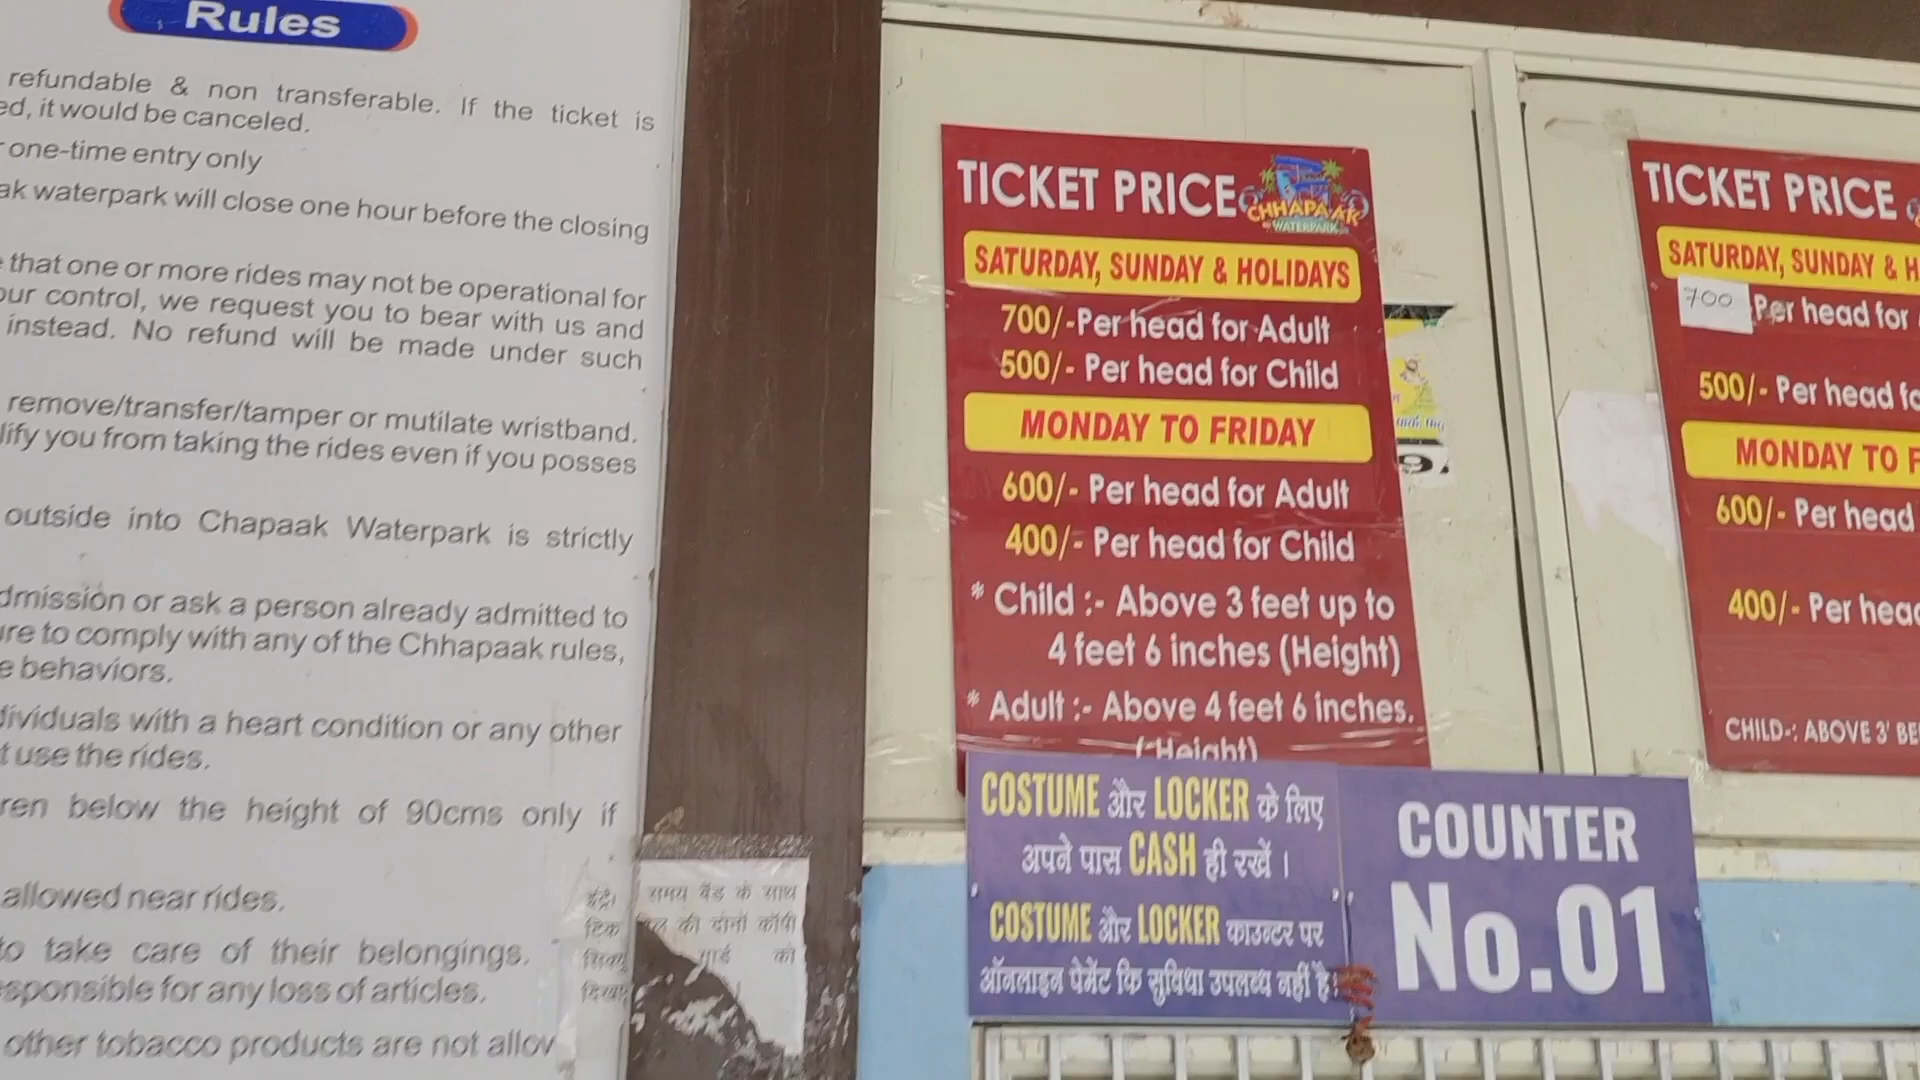 Rules
refundable & non transferable. If the ticket is
ed, it would be canceled.
one-time entry only
ak waterpark will close one hour before the closing
that one or more rides may not be operational for
our control, we request you to bear with us and
instead. No refund will be made under such
remove/transfer/tamper or mutilate wristband.
lify you from taking the rides even if you posses
outside into Chapaak Waterpark is strictly
dmission or ask a person already admitted to
ure to comply with any of the Chhapaak rules,
e behaviors.
dividuals with a heart condition or any other
t use the rides.
ren below the height of 90cms only if
allowed near rides.
to take care of their belongings.
sponsible for any loss of articles.
other tobacco products are not allow
समय बैंड के साथ
की दोनों कॉपी
गार्ड को
TICKET PRICE
CHHAPAAK
WATERPARK
SATURDAY, SUNDAY & HOLIDAYS
700/-Per head for Adult
500/- Per head for Child
MONDAY TO FRIDAY
600/- Per head for Adult
400/- Per head for Child
* Child :- Above 3 feet up to
4 feet 6 inches (Height)
* Adult :- Above 4 feet 6 inches.
(Height)
COSTUME और LOCKER के लिए
अपने पास CASH ही रखें ।
COSTUME और LOCKER काउन्टर पर
ऑनलाइन पेमेंट कि सुविधा उपलब्ध नहीं है।
COUNTER
No.01
TICKET PRICE
SATURDAY, SUNDAY & H
700 Per head for
500/- Per head fo
MONDAY TO F
600/- Per head
400/- Per head
CHILD-: ABOVE 3' BE